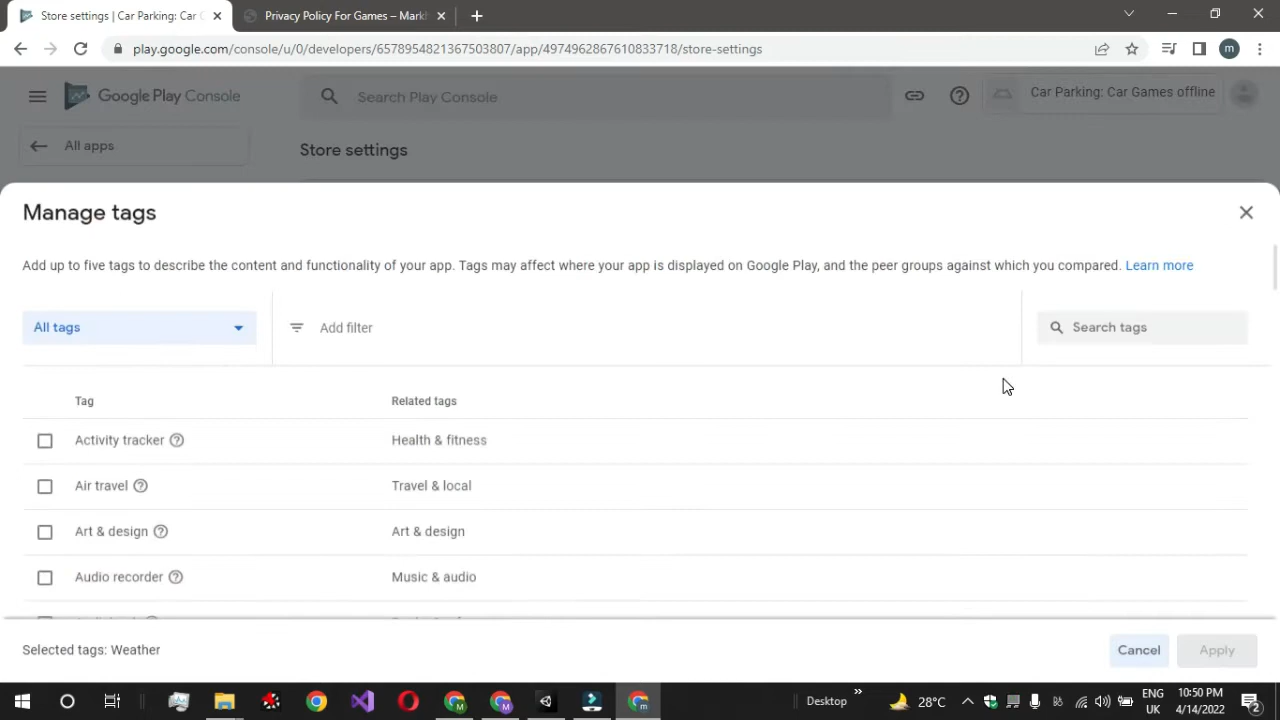 Store settings | Car Parking: Car G
Privacy Policy For Games – Mark
play.google.com/console/u/0/developers/6578954821367503807/app/4974962867610833718/store-settings
m
Google Play Console
Search Play Console
Car Parking: Car Games offline
All apps
Store settings
Manage tags
Add up to five tags to describe the content and functionality of your app. Tags may affect where your app is displayed on Google Play, and the peer groups against which you compared. Learn more
All tags
Add filter
Search tags
Tag
Related tags
Activity tracker
Health & fitness
Air travel
Travel & local
Art & design
Art & design
Audio recorder
Music & audio
Selected tags: Weather
Cancel
Apply
Desktop
28°C
ENG
UK
10:50 PM
4/14/2022
2